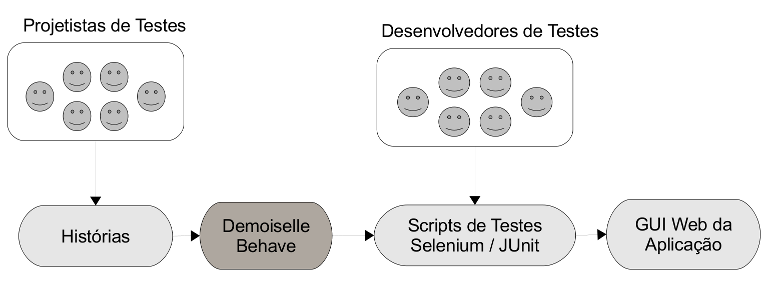 Projetistas de Testes
Desenvolvedores de Testes
Histórias
Demoiselle
Behave
Scripts de Testes
Selenium / JUnit
GUI Web da
Aplicação